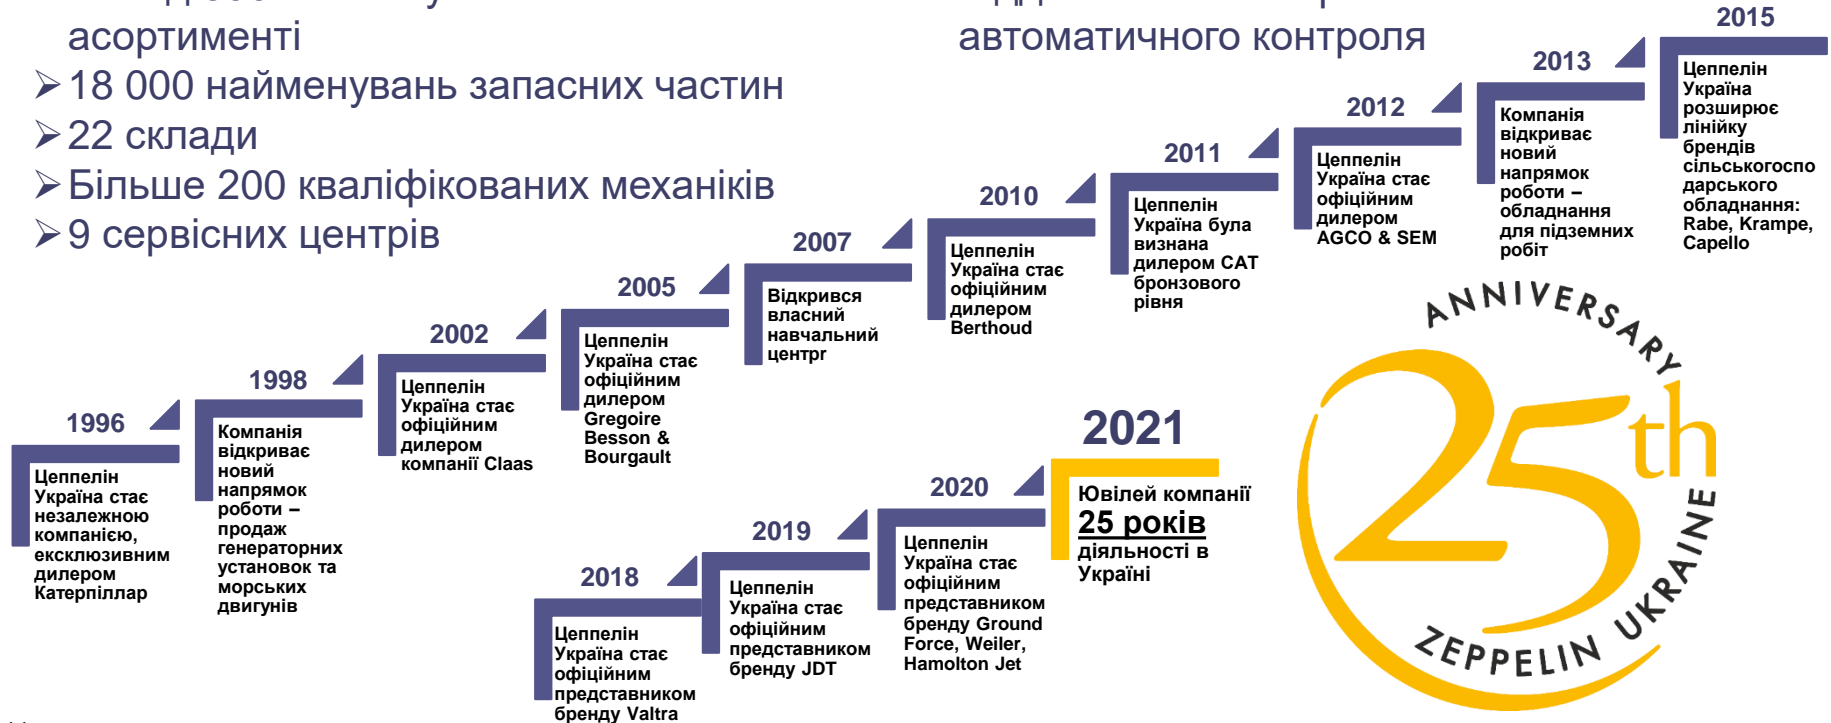 асортименті
➢ 18 000 найменувань запасних частин
➢ 22 склади
➢ Більше 200 кваліфікованих механіків
➢ 9 сервісних центрів
автоматичного контроля
1996
Цеппелін
Україна стає
незалежною
компанією,
ексклюзивним
дилером
Катерпіллар
1998
Компанія
відкриває
новий
напрямок
роботи –
продаж
генераторних
установок та
морських
двигунів
2002
Цеппелін
Україна стає
офіційним
дилером
компанії Claas
2005
Цеппелін
Україна стає
офіційним
дилером
Gregoire
Besson &
Bourgault
2007
Відкрився
власний
навчальний
центрг
2010
Цеппелін
Україна стає
офіційним
дилером
Berthoud
2011
Цеппелін
Україна була
визнана
дилером CAT
бронзового
рівня
2012
Цеппелін
Україна стає
офіційним
дилером
AGCO & SEM
2013
Компанія
відкриває
новий
напрямок
роботи –
обладнання
для підземних
робіт
2015
Цеппелін
Україна
розширює
лінійку
брендів
сільськогоспо
дарського
обладнання:
Rabe, Krampe,
Capello
2018
Цеппелін
Україна стає
офіційним
представником
бренду Valtra
2019
Цеппелін
Україна стає
офіційним
представником
бренду JDT
2020
Цеппелін
Україна стає
офіційним
представником
бренду Ground
Force, Weiler,
Hamolton Jet
2021
Ювілей компанії
25 років
діяльності в
Україні
ANNIVERSARY
25th
ZEPPELIN UKRAINE